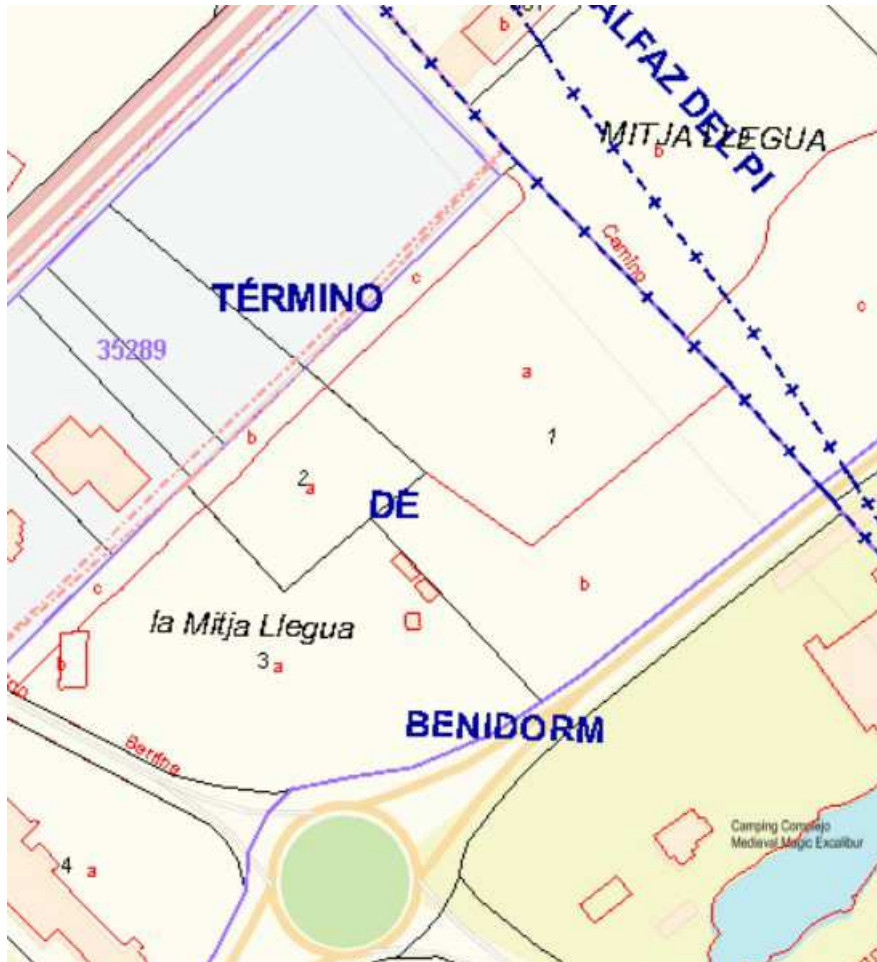 b
ALFAZ DEL PI
MITJA LLEGUA
b
Camino
c
c
TÉRMINO
35289
a
b
1
2
a
DE
c
b
la Mitja Llegua
3
a
b
BENIDORM
Camping Complejo
Medieval Magic Excalibur
4
a